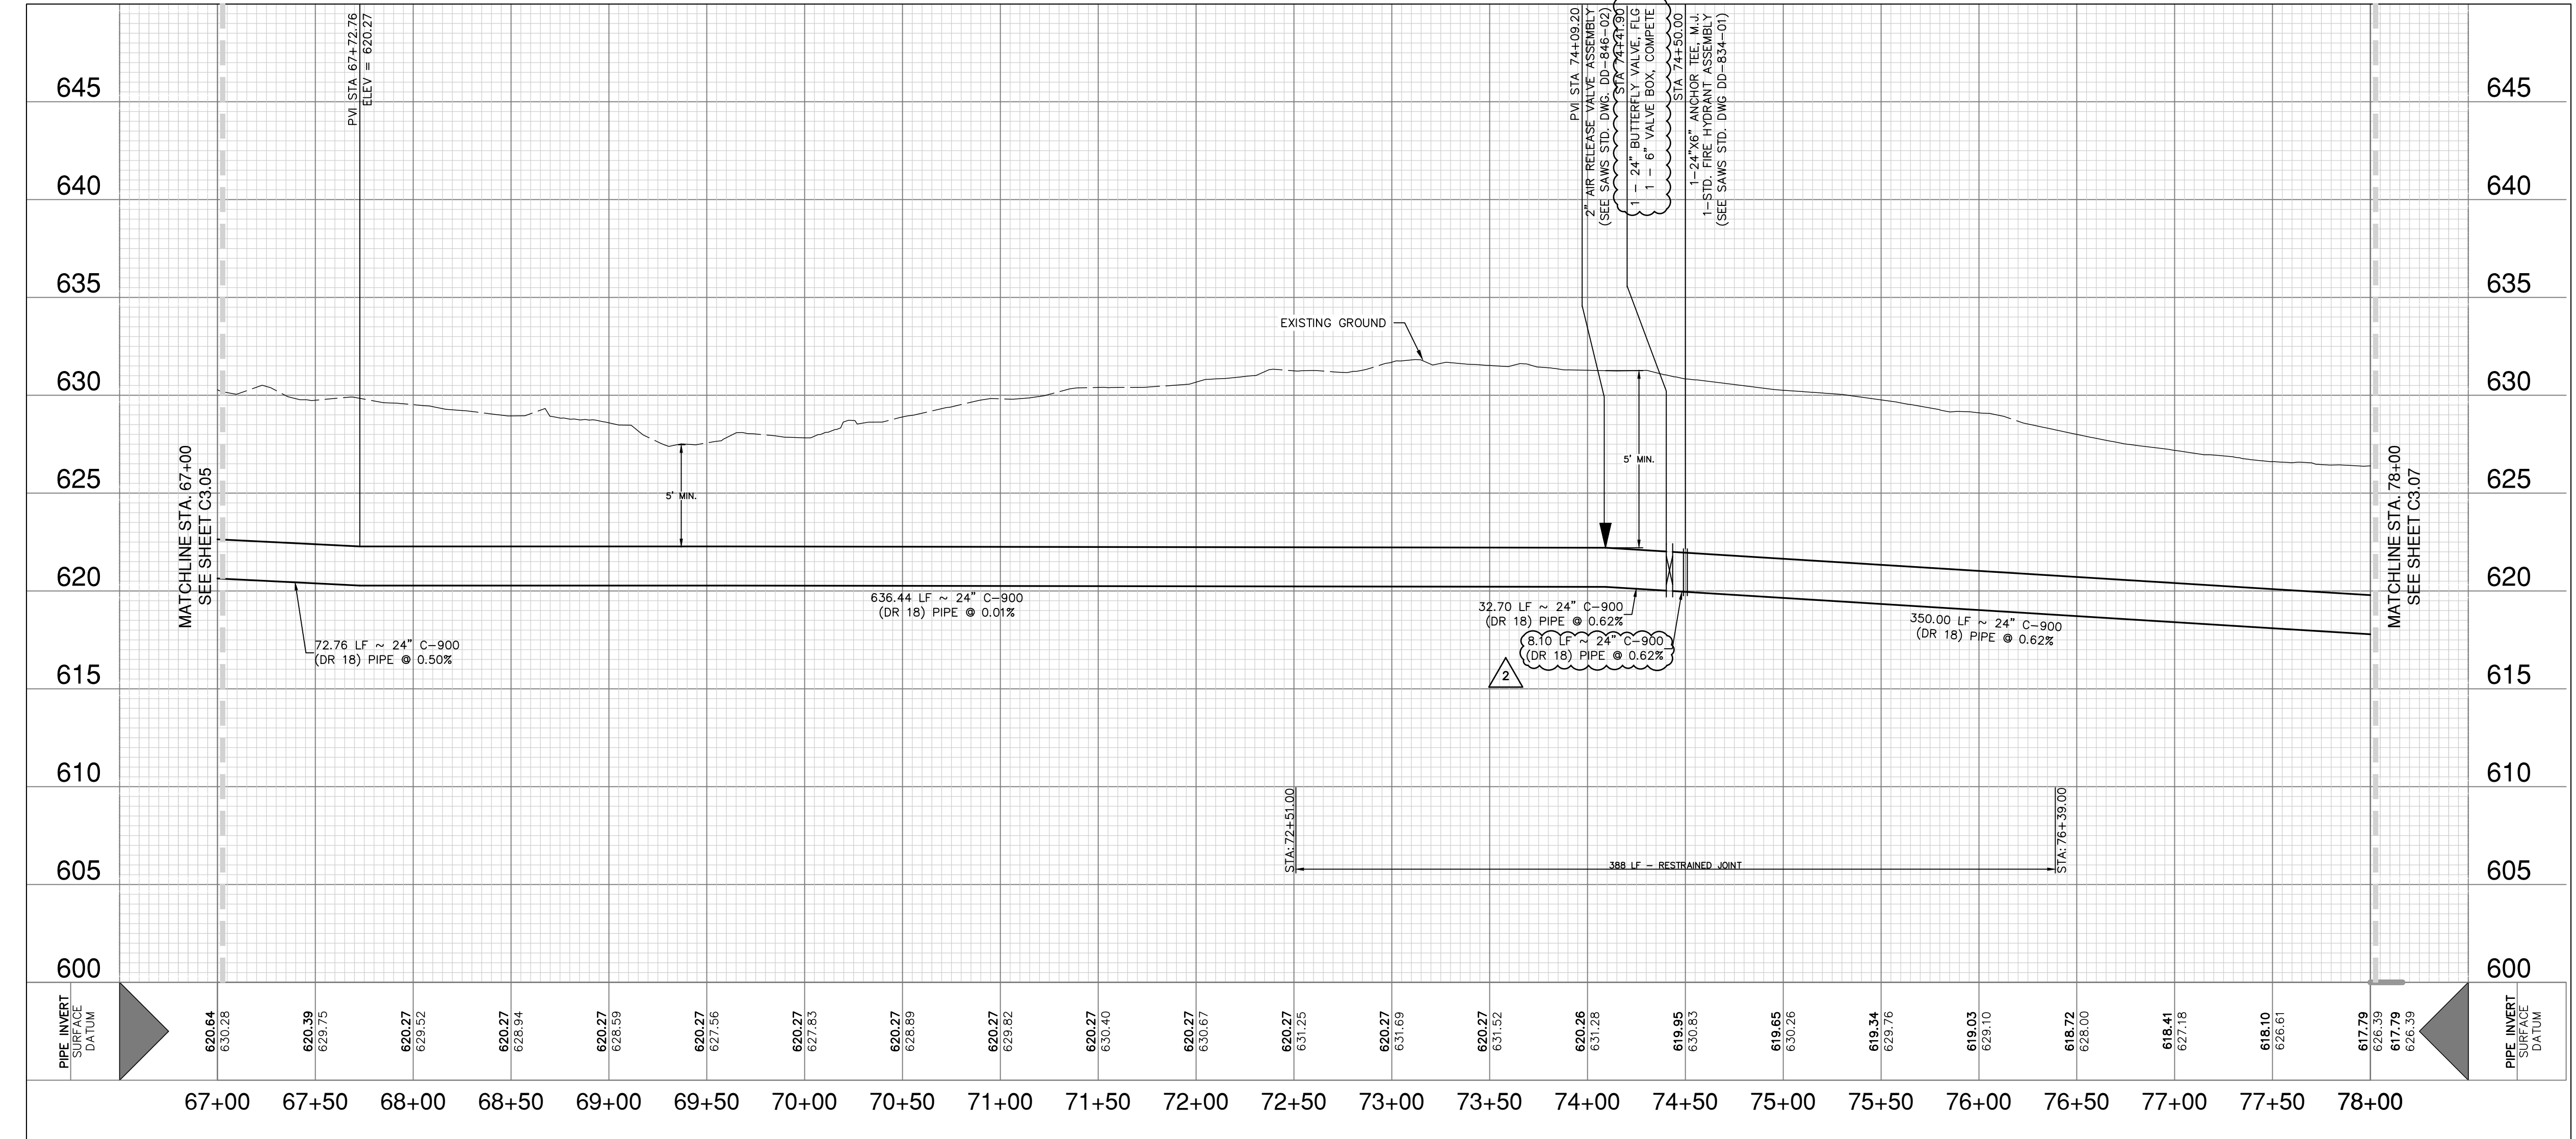 PVI STA 67+72.76
ELEV = 620.27
PVI STA 74+09.20
2" AIR RELEASE VALVE ASSEMBLY
(SEE SAWS STD. DWG. DD-846-02)
STA 74+41.90
1 - 24" BUTTERFLY VALVE, FLG
1 - 6" VALVE BOX, COMPETE
STA 74+50.00
1-24"X6" ANCHOR TEE, M.J.
1-STD. FIRE HYDRANT ASSEMBLY
(SEE SAWS STD. DWG DD-834-01)
645
645
640
640
635
635
EXISTING GROUND
630
630
MATCHLINE STA. 67+00
SEE SHEET C3.05
5' MIN.
5' MIN.
MATCHLINE STA. 78+00
SEE SHEET C3.07
625
625
620
620
72.76 LF ~ 24" C-900
(DR 18) PIPE @ 0.50%
636.44 LF ~ 24" C-900
(DR 18) PIPE @ 0.01%
32.70 LF ~ 24" C-900
(DR 18) PIPE @ 0.62%
8.10 LF ~ 24" C-900
(DR 18) PIPE @ 0.62%
2
350.00 LF ~ 24" C-900
(DR 18) PIPE @ 0.62%
615
615
610
610
STA: 72+51.00
388 LF - RESTRAINED JOINT
STA: 76+39.00
605
605
600
600
PIPE INVERT
SURFACE
DATUM
620.64
630.28
620.39
629.75
620.27
629.52
620.27
628.94
620.27
628.59
620.27
627.56
620.27
627.83
620.27
628.89
620.27
629.82
620.27
630.40
620.27
630.67
620.27
631.25
620.27
631.69
620.27
631.52
620.26
631.28
619.95
630.83
619.65
630.26
619.34
629.76
619.03
629.10
618.72
628.00
618.41
627.18
618.10
626.61
617.79
626.39
617.79
626.39
PIPE INVERT
SURFACE
DATUM
67+00 67+50 68+00 68+50 69+00 69+50 70+00 70+50 71+00 71+50 72+00 72+50 73+00 73+50 74+00 74+50 75+00 75+50 76+00 76+50 77+00 77+50 78+00